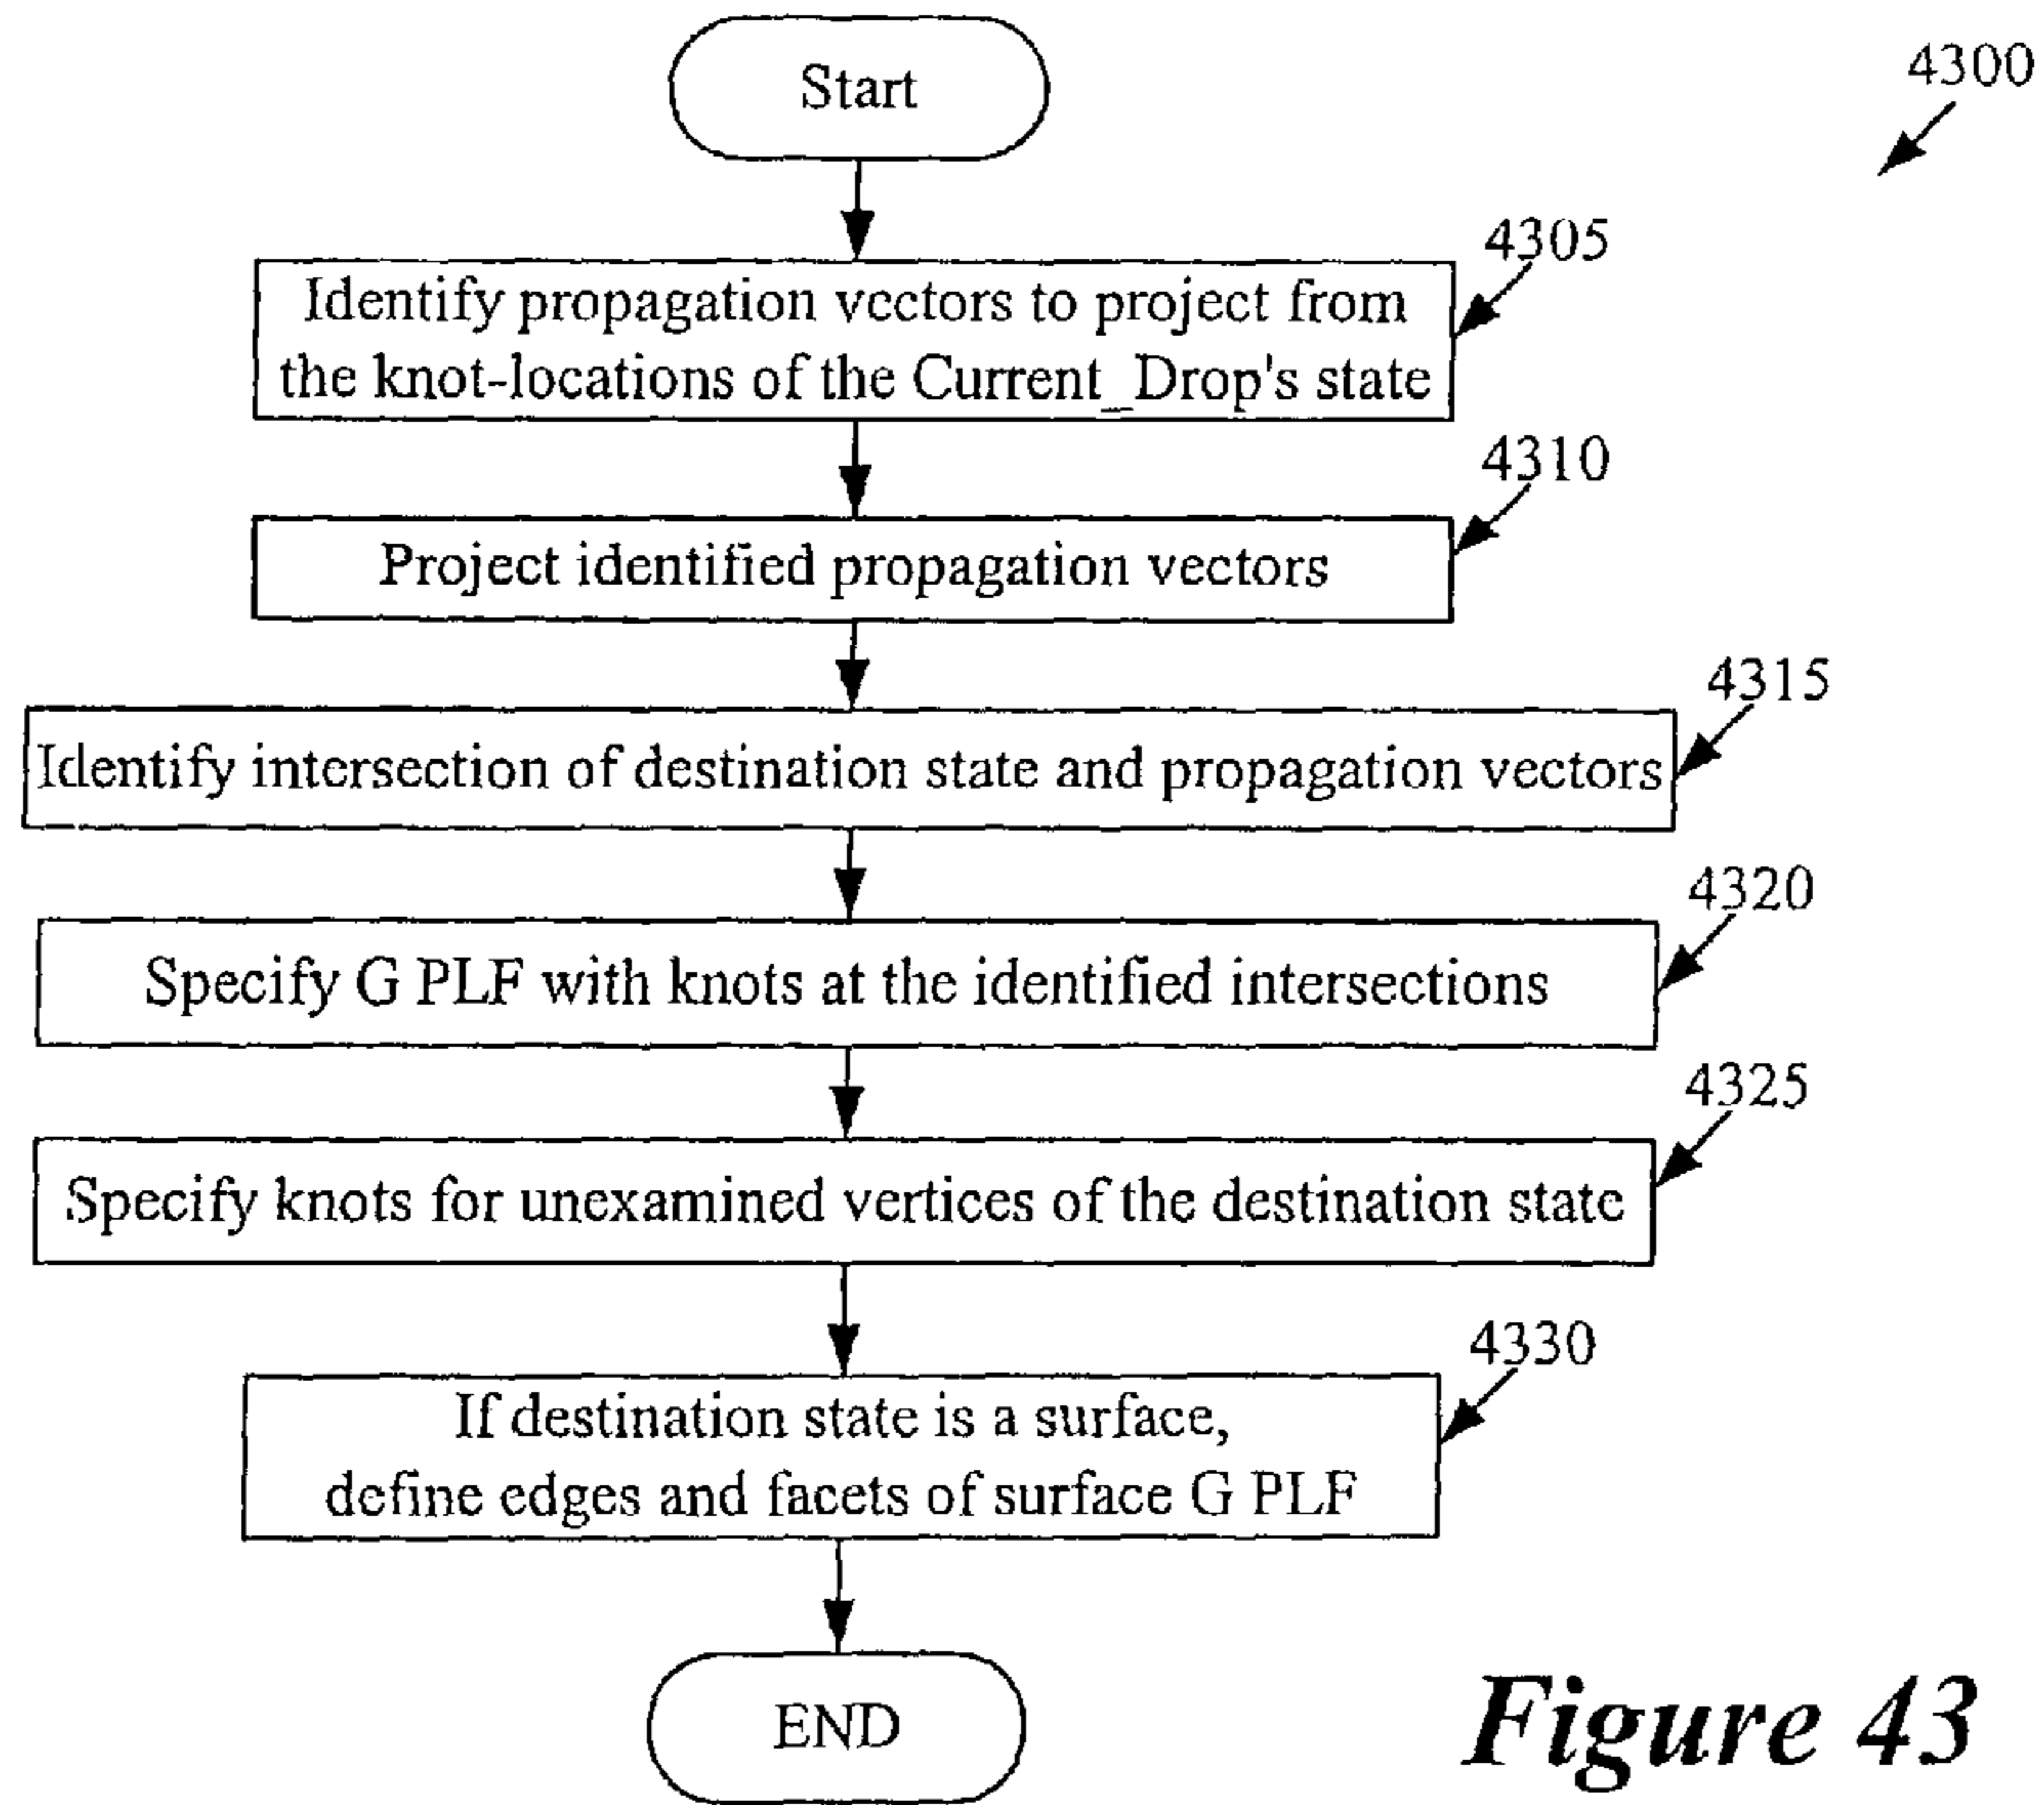 Start
4300
4305
Identify propagation vectors to project from
the knot-locations of the Current_Drop's state
4310
Project identified propagation vectors
4315
Identify intersection of destination state and propagation vectors
4320
Specify G PLF with knots at the identified intersections
4325
Specify knots for unexamined vertices of the destination state
4330
If destination state is a surface,
define edges and facets of surface G PLF
END
Figure 43